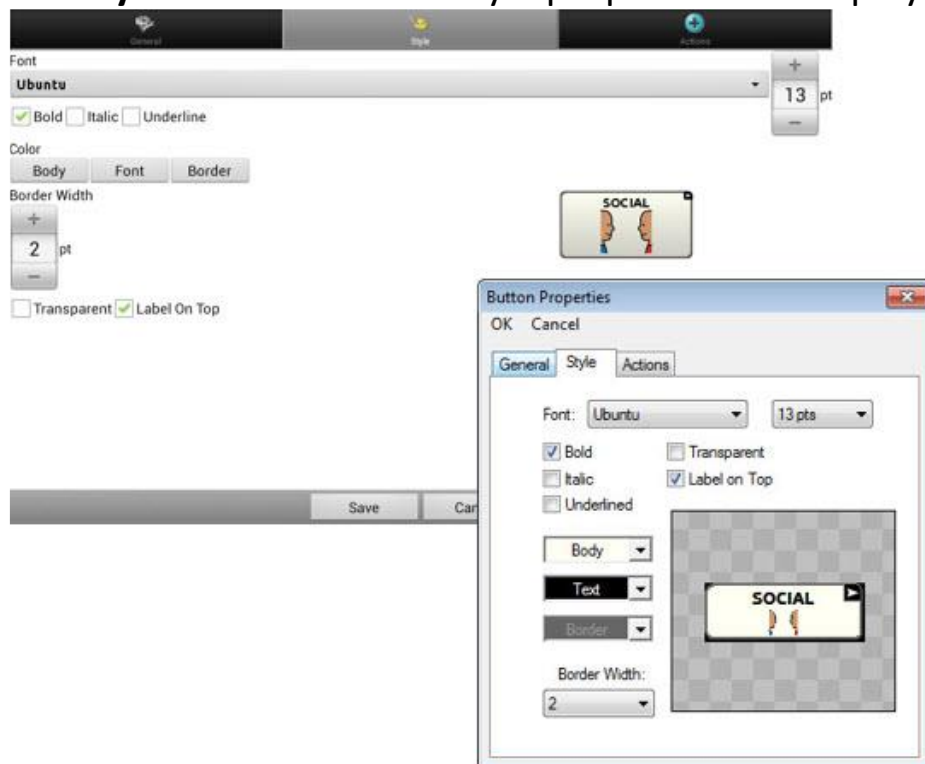 General Style Actions
Font
Ubuntu
13 pt
Bold Italic Underline
Color
Body Font Border
Border Width
2 pt
Transparent Label On Top
SOCIAL
Save
Button Properties
OK Cancel
General Style Actions
Font: Ubuntu 13 pts
Bold Transparent
Italic Label on Top
Underlined
Body
Text
Border
SOCIAL
Border Width:
2